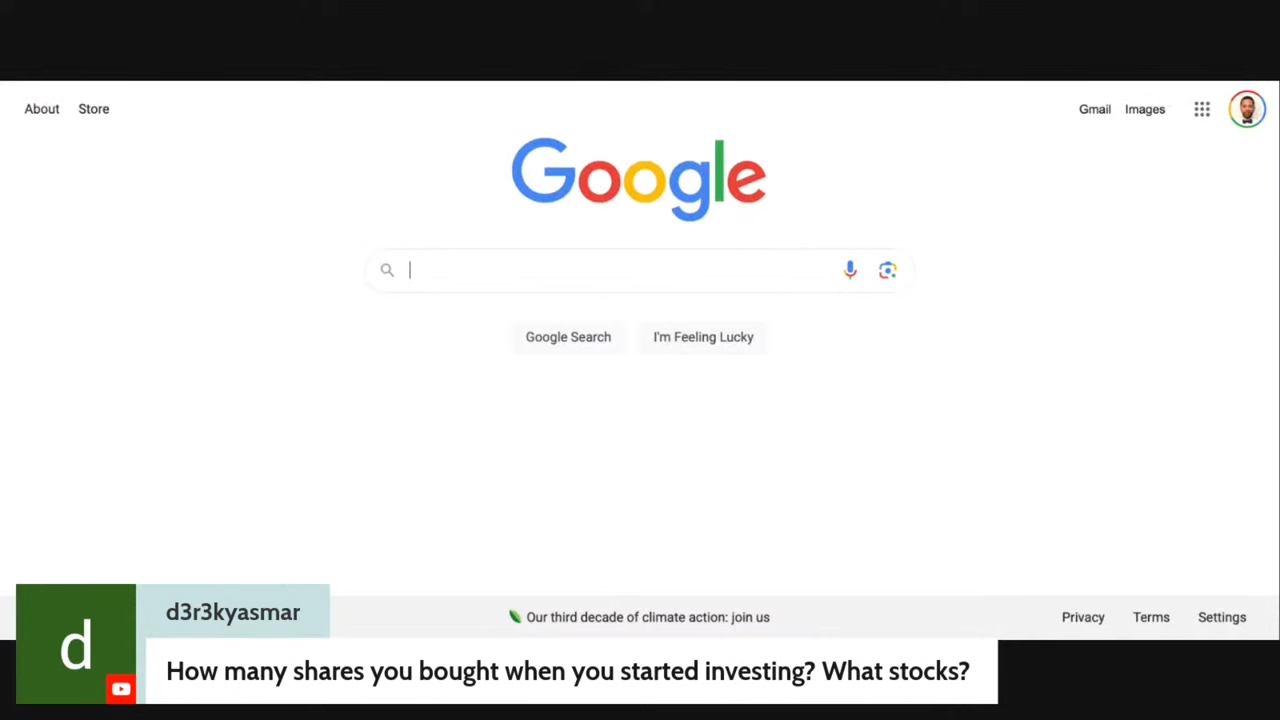 About Store
Gmail Images
Google
Google Search I'm Feeling Lucky
Our third decade of climate action: join us
Privacy Terms Settings
d
d3r3kyasmar
How many shares you bought when you started investing? What stocks?